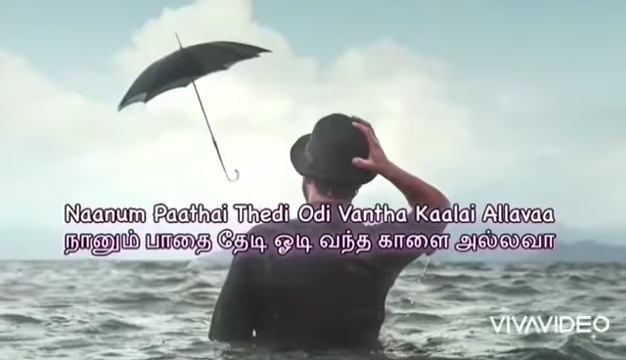 Naanum Paathai Thedi Odi Vantha Kaalai Allavaa
நானும் பாதை தேடி ஓடி வந்த காளை அல்லவா
VIVAVIDEO